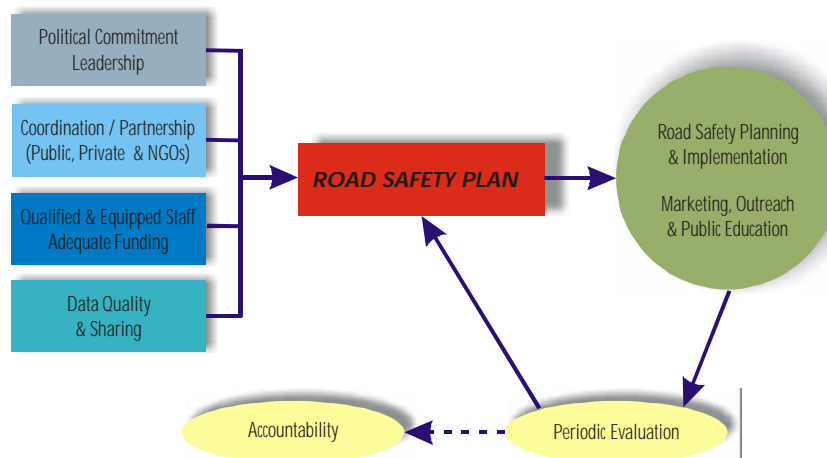 Political Commitment
Leadership
Coordination / Partnership
(Public, Private & NGOs)
Qualified & Equipped Staff
Adequate Funding
Data Quality
& Sharing
ROAD SAFETY PLAN
Road Safety Planning
& Implementation
Marketing, Outreach
& Public Education
Accountability
Periodic Evaluation